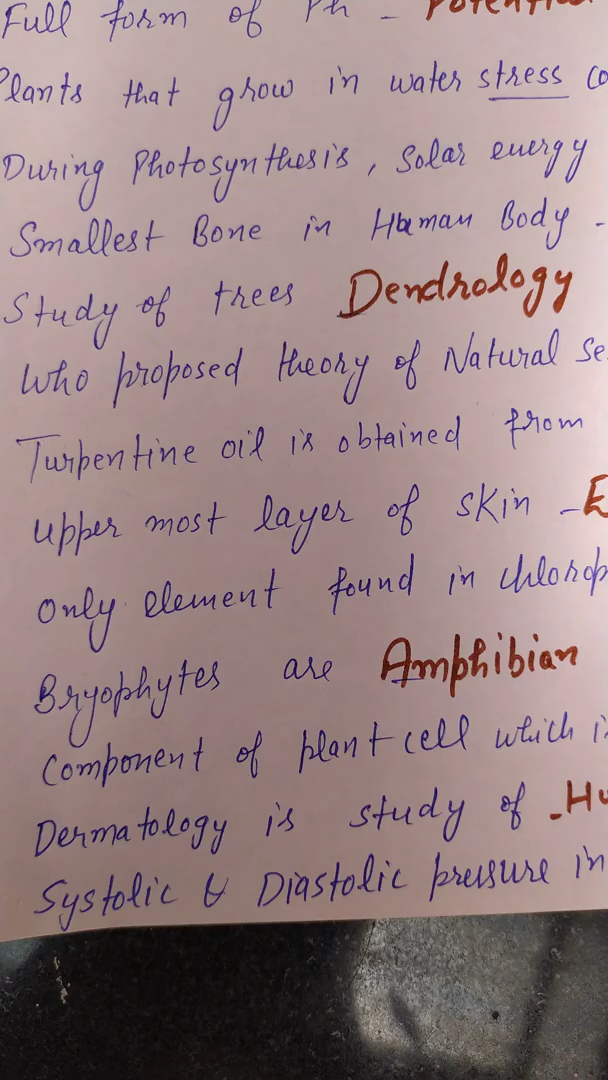 Full form of Ph -
Plants that grow in water stress co
During Photosynthesis, Solar energy
Smallest Bone in Human Body -
Study of trees Dendrology
Who proposed theory of Natural Se
Turpentine oil is obtained from
Upper most layer of skin - E
Only element found in chlorop
Bryophytes are Amphibian
Component of plant cell which i
Dermatology is study of - Hu
Systolic & Diastolic pressure in